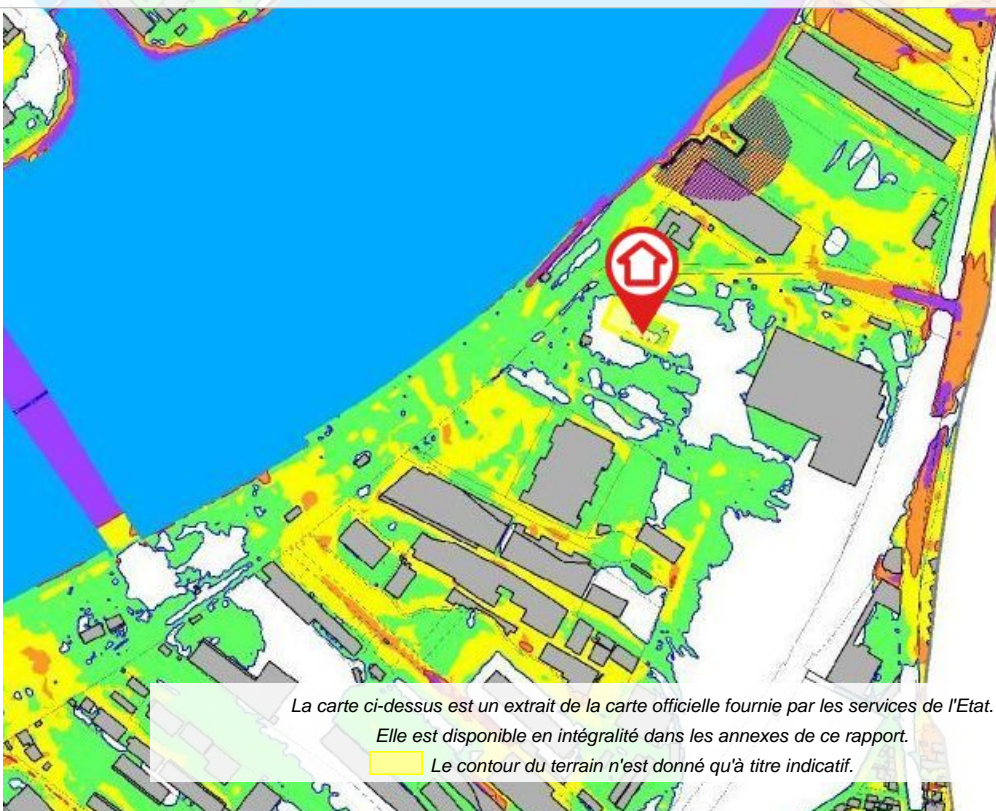 La carte ci-dessus est un extrait de la carte officielle fournie par les services de l'Etat.
Elle est disponible en intégralité dans les annexes de ce rapport.
Le contour du terrain n'est donné qu'à titre indicatif.